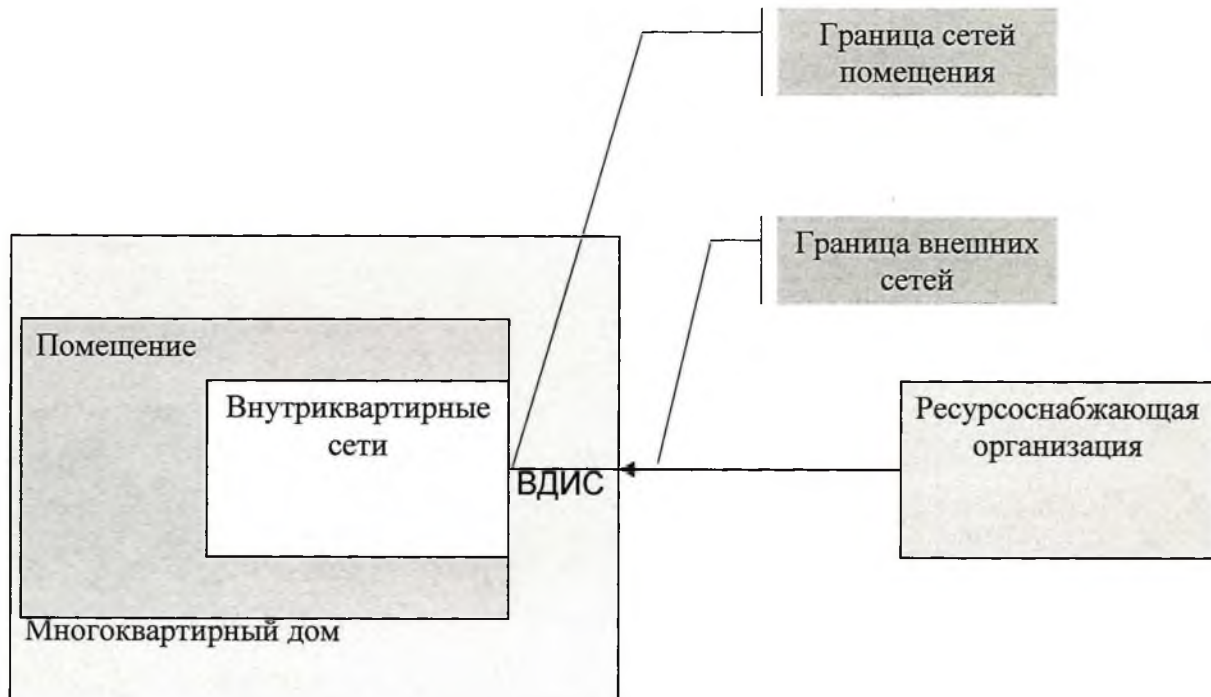 Граница сетей
помещения
Граница внешних
сетей
Помещение
Внутриквартирные
сети
ВДИС
Ресурсоснабжающая
организация
Многоквартирный дом